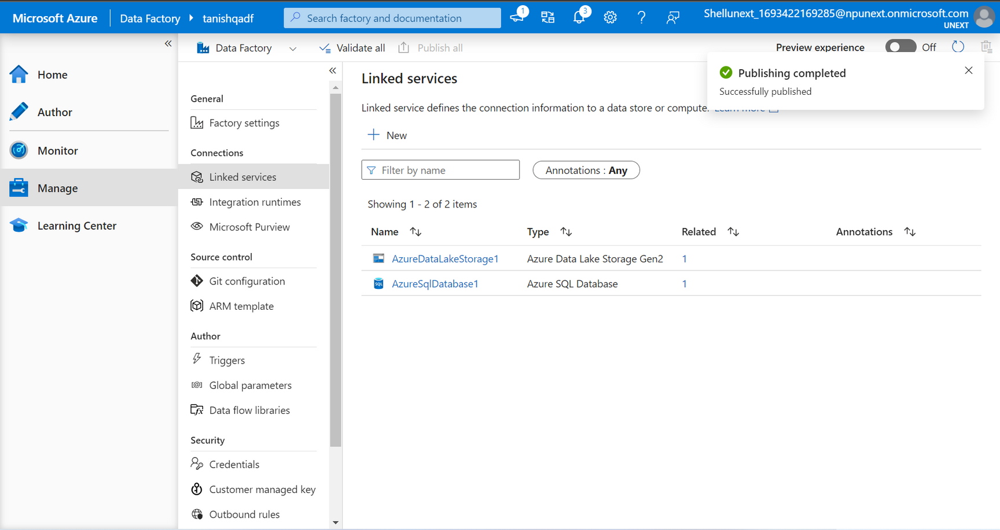 Microsoft Azure
Data Factory
tanishqadf
Search factory and documentation
1
3
Shellunext_1693422169285@npunext.onmicrosoft.com
UNEXT
Home
Author
Monitor
Manage
Learning Center
Data Factory
Validate all
Publish all
Preview experience
Off
Publishing completed
Successfully published
General
Factory settings
Connections
Linked services
Integration runtimes
Microsoft Purview
Source control
Git configuration
ARM template
Author
Triggers
Global parameters
Data flow libraries
Security
Credentials
Customer managed key
Outbound rules
Linked services
Linked service defines the connection information to a data store or compute. Learn more
New
Filter by name
Annotations : Any
Showing 1 - 2 of 2 items
Name Type Related Annotations
AzureDataLakeStorage1 Azure Data Lake Storage Gen2 1
SQL AzureSqlDatabase1 Azure SQL Database 1